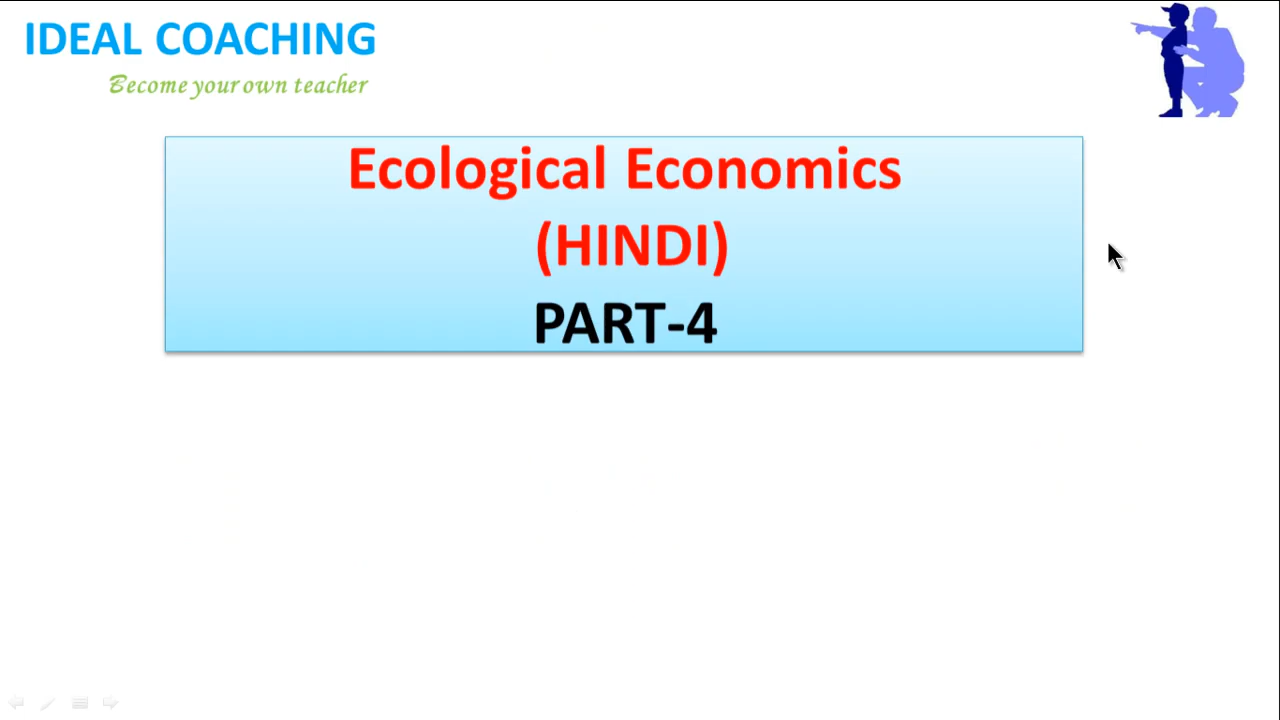 IDEAL COACHING
Become your own teacher
Ecological Economics
(HINDI)
PART-4